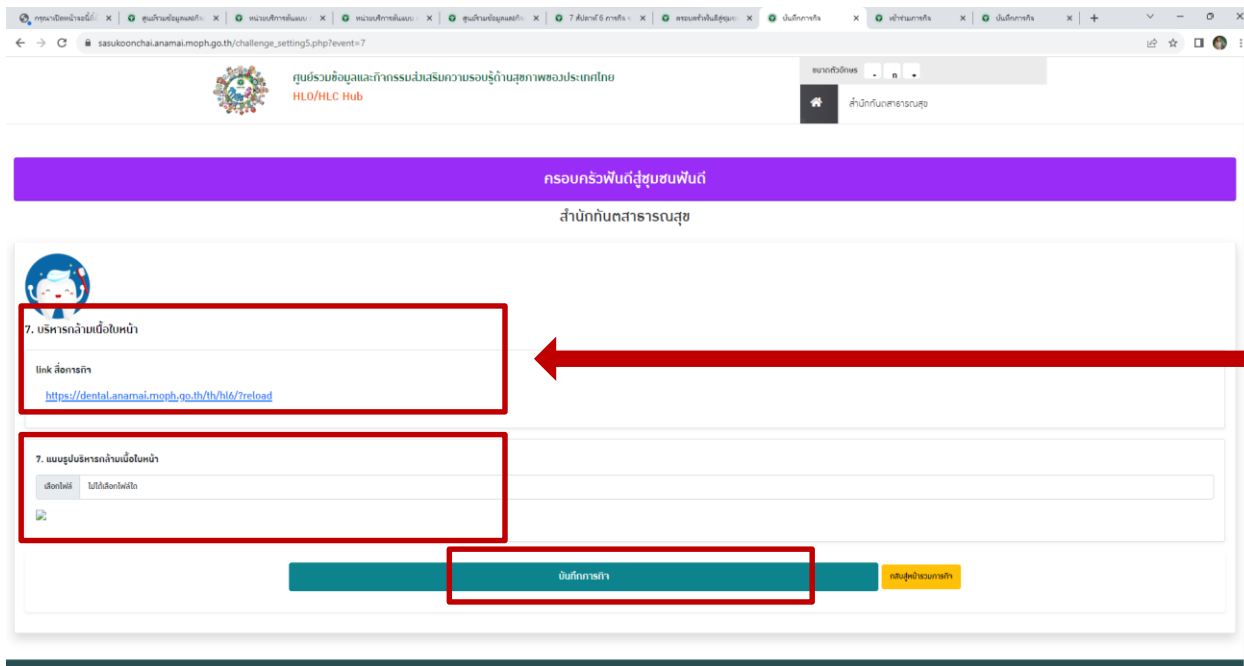 sasukoonchai.anamai.moph.go.th/challenge_setting5.php?event=7
ศูนย์รวมข้อมูลและกิจกรรมส่งเสริมความรอบรู้ด้านสุขภาพของประเทศไทย
HLO/HLC Hub
ขนาดตัวอักษร - ก +
สำนักทันตสาธารณสุข
ครอบครัวฟันดีสู่ชุมชนฟันดี
สำนักทันตสาธารณสุข
7. บริหารกล้ามเนื้อใบหน้า
link สื่อภารกิจ
https://dental.anamai.moph.go.th/th/hl6/?reload
7. แนบรูปบริหารกล้ามเนื้อใบหน้า
เลือกไฟล์ ไม่ได้เลือกไฟล์ใด
บันทึกภารกิจ
กลับสู่หน้ารวมภารกิจ